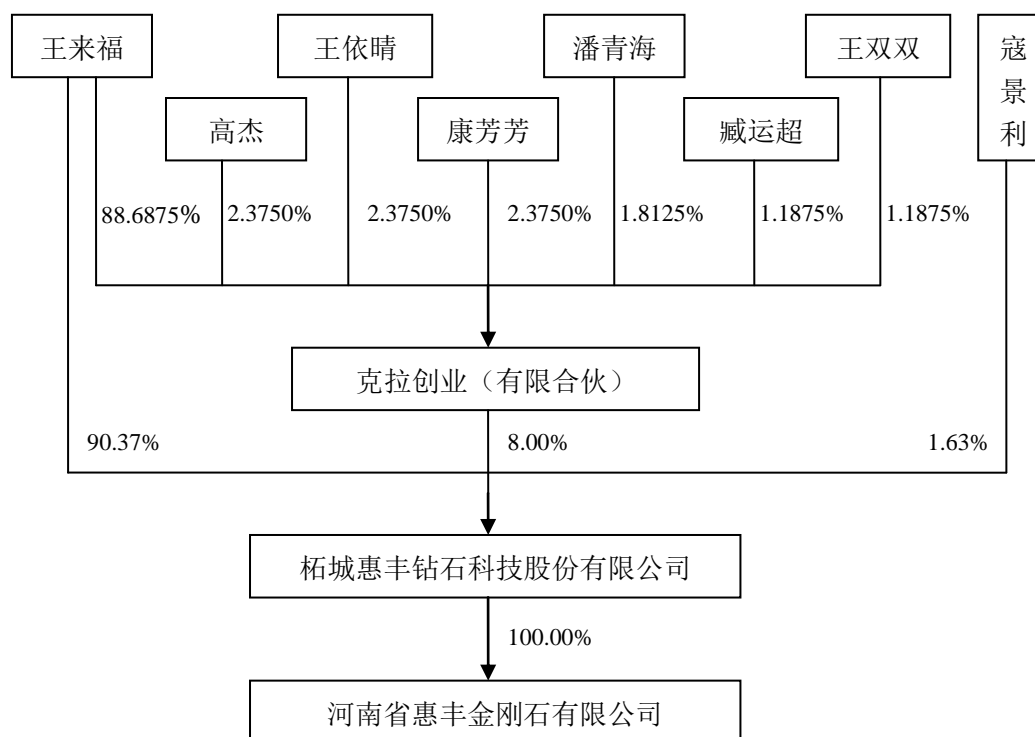 王来福
王依晴
潘青海
王双双
寇景利
高杰
康芳芳
臧运超
88.6875%
2.3750%
2.3750%
2.3750%
1.8125%
1.1875%
1.1875%
克拉创业（有限合伙）
90.37%
8.00%
1.63%
柘城惠丰钻石科技股份有限公司
100.00%
河南省惠丰金刚石有限公司